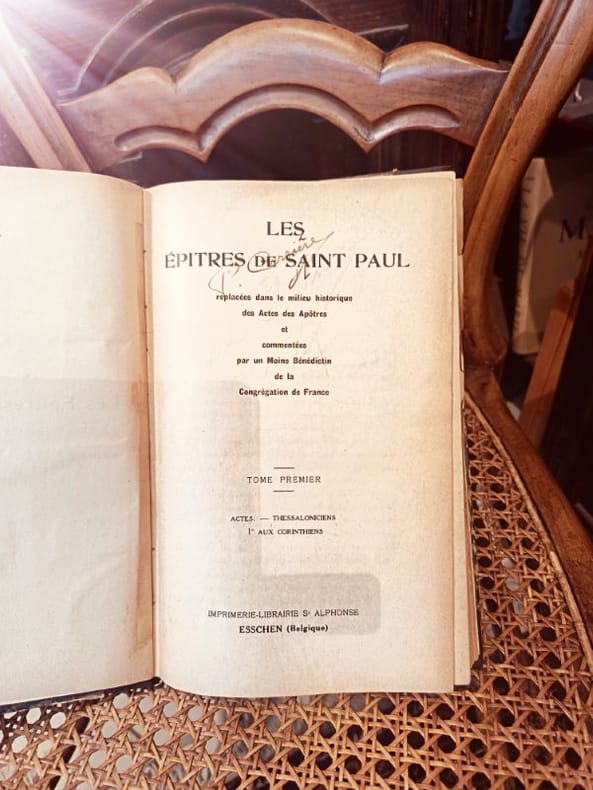 LES
ÉPITRES DE SAINT PAUL
replacées dans le milieu historique
des Actes des Apôtres
et
commentées
par un Moine Bénédictin
de la
Congrégation de France
TOME PREMIER
ACTES. — THESSALONICIENS
Iᵉ AUX CORINTHIENS
IMPRIMERIE-LIBRAIRIE Sᵗ ALPHONSE
ESSCHEN (Belgique)
M